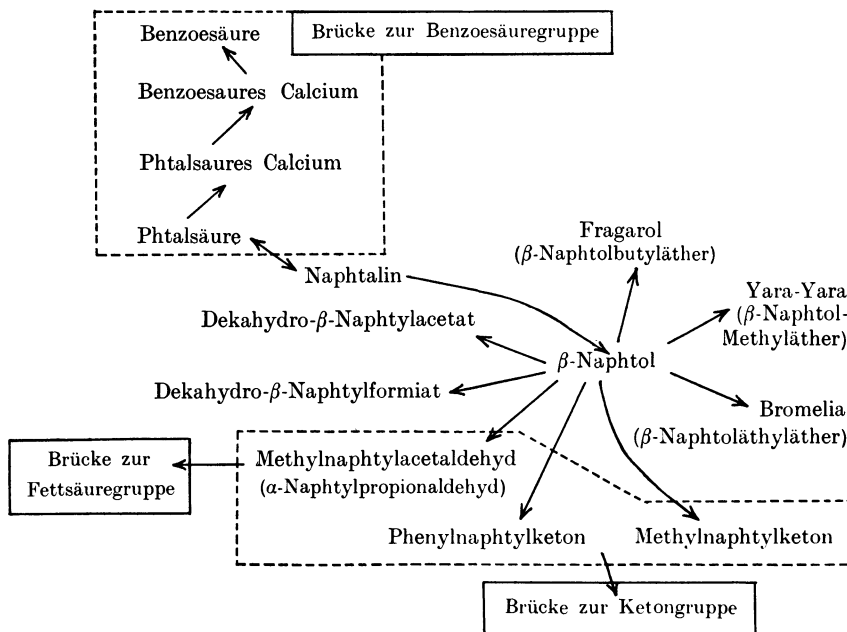 Benzoesäure
Brücke zur Benzoesäuregruppe
Benzoesaures Calcium
Phtalsaures Calcium
Phtalsäure
Naphtalin
Fragarol
(β-Naphtolbutyläther)
Yara-Yara
(β-Naphtol-
Methyläther)
Dekahydro-β-Naphtylacetat
β-Naphtol
Dekahydro-β-Naphtylformiat
Bromelia
(β-Naphtoläthyläther)
Brücke zur
Fettsäuregruppe
Methylnaphtylacetaldehyd
(α-Naphtylpropionaldehyd)
Phenylnaphtylketon
Methylnaphtylketon
Brücke zur Ketongruppe